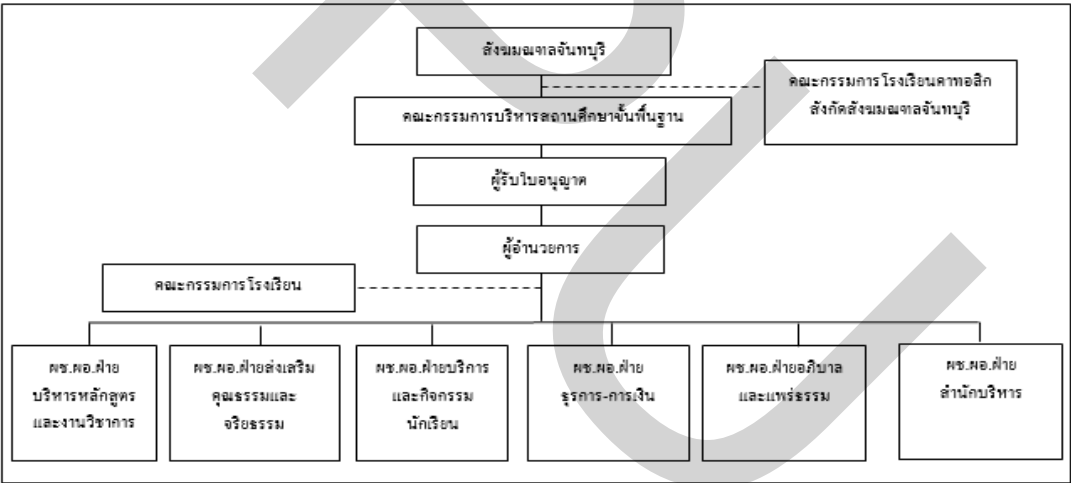 สังฆมณฑลจันทบุรี
คณะกรรมการโรงเรียนคาทอลิก
สังกัดสังฆมณฑลจันทบุรี
คณะกรรมการบริหารสถานศึกษาขั้นพื้นฐาน
ผู้รับใบอนุญาต
ผู้อำนวยการ
คณะกรรมการโรงเรียน
ผช.ผอ.ฝ่าย
บริหารหลักสูตร
และงานวิชาการ
ผช.ผอ.ฝ่ายส่งเสริม
คุณธรรมและ
จริยธรรม
ผช.ผอ.ฝ่ายบริการ
และกิจกรรม
นักเรียน
ผช.ผอ.ฝ่าย
ธุรการ-การเงิน
ผช.ผอ.ฝ่ายอภิบาล
และแพร่ธรรม
ผช.ผอ.ฝ่าย
สำนักบริหาร